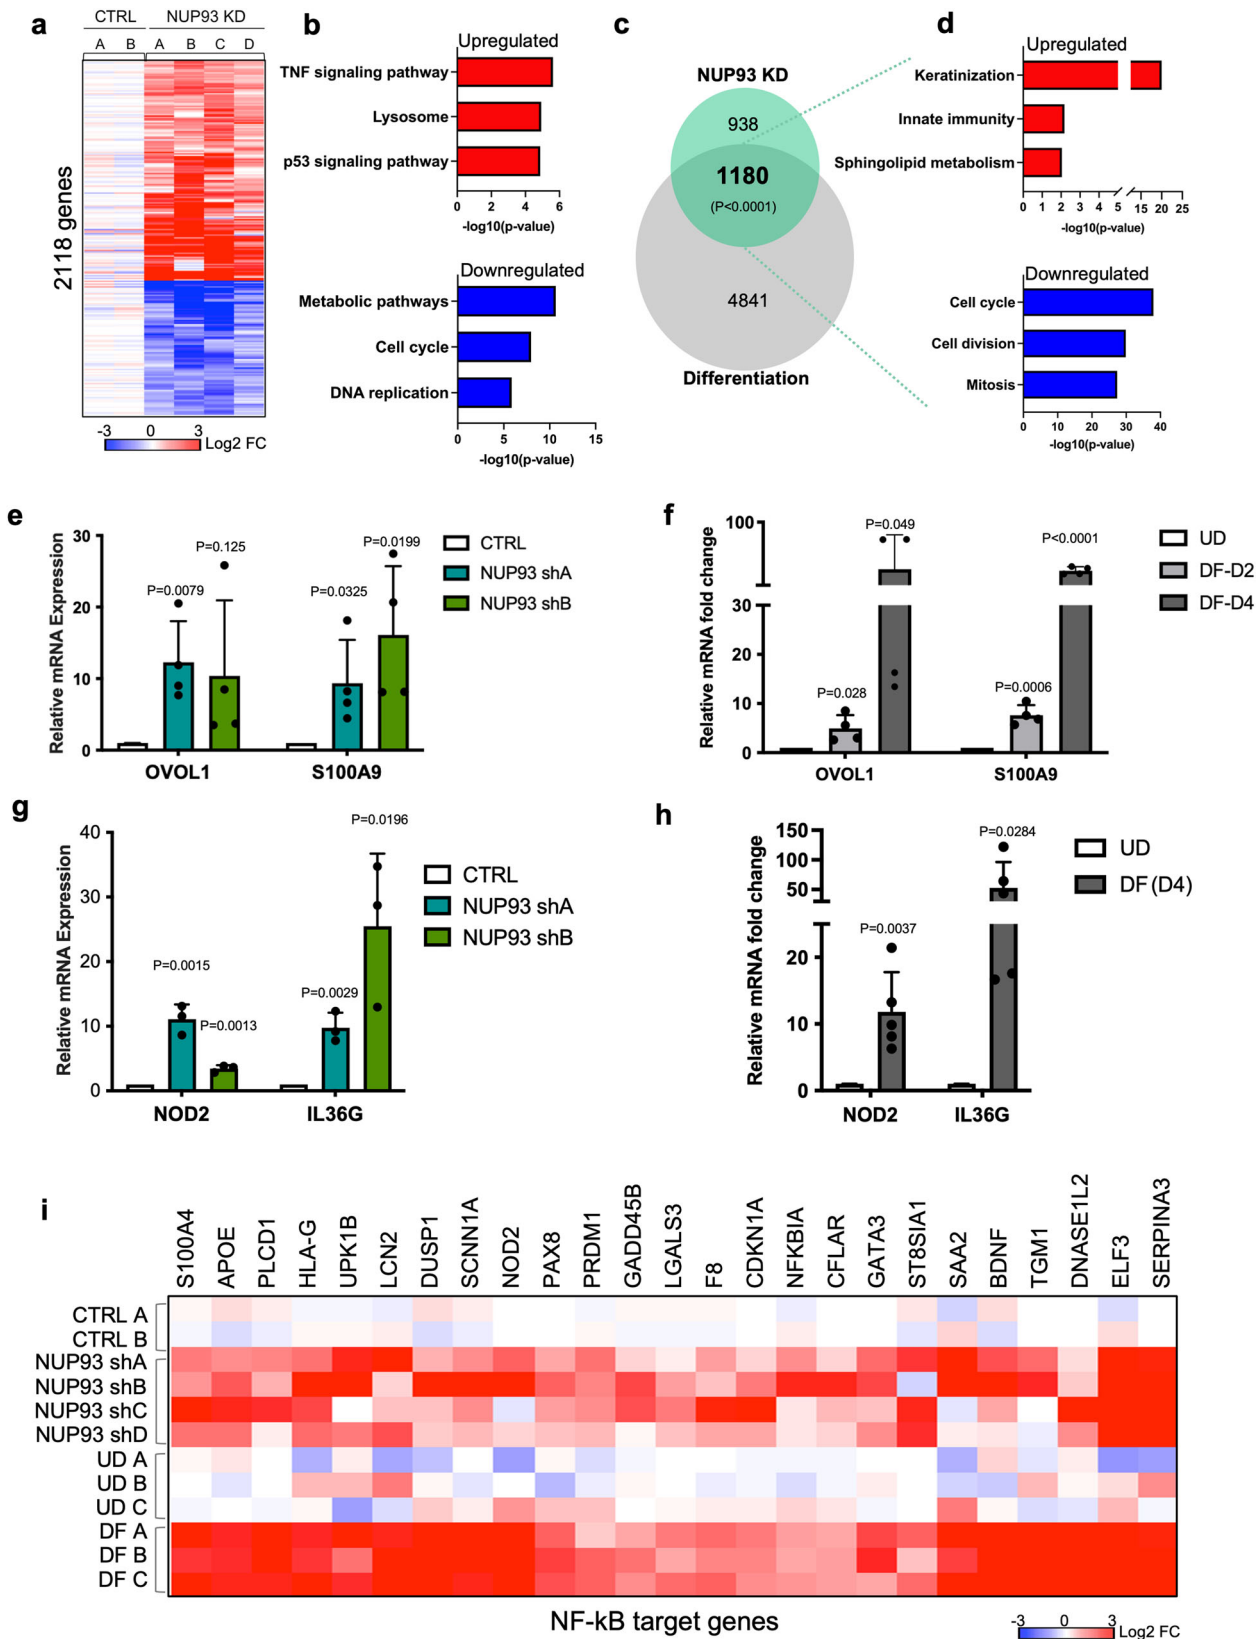 a
CTRL NUP93 KD
A B A B C D
2118 genes
-3 0 3 Log2 FC
b
Upregulated
TNF signaling pathway
Lysosome
p53 signaling pathway
0 2 4 6
-log10(p-value)
Downregulated
Metabolic pathways
Cell cycle
DNA replication
0 5 10 15
-log10(p-value)
c
NUP93 KD
938
1180
(P<0.0001)
4841
Differentiation
d
Upregulated
Keratinization
Innate immunity
Sphingolipid metabolism
0 1 2 3 4 5 15 20 25
-log10(p-value)
Downregulated
Cell cycle
Cell division
Mitosis
0 10 20 30 40
-log10(p-value)
e
Relative mRNA Expression
30
20
10
0
P=0.0079
P=0.125
P=0.0325
P=0.0199
OVOL1 S100A9
CTRL
NUP93 shA
NUP93 shB
f
Relative mRNA fold change
100
30
20
10
0
P=0.028
P=0.049
P=0.0006
P<0.0001
OVOL1 S100A9
UD
DF-D2
DF-D4
g
Relative mRNA Expression
40
30
20
10
0
P=0.0015
P=0.0013
P=0.0029
P=0.0196
NOD2 IL36G
CTRL
NUP93 shA
NUP93 shB
h
Relative mRNA fold change
150
100
50
20
10
0
P=0.0037
P=0.0284
NOD2 IL36G
UD
DF (D4)
i
S100A4
APOE
PLCD1
HLA-G
UPK1B
LCN2
DUSP1
SCNN1A
NOD2
PAX8
PRDM1
GADD45B
LGALS3
F8
CDKN1A
NFKBIA
CFLAR
GATA3
ST8SIA1
SAA2
BDNF
TGM1
DNASE1L2
ELF3
SERPINA3
CTRL A
CTRL B
NUP93 shA
NUP93 shB
NUP93 shC
NUP93 shD
UD A
UD B
UD C
DF A
DF B
DF C
NF-kB target genes
-3 0 3
Log2 FC